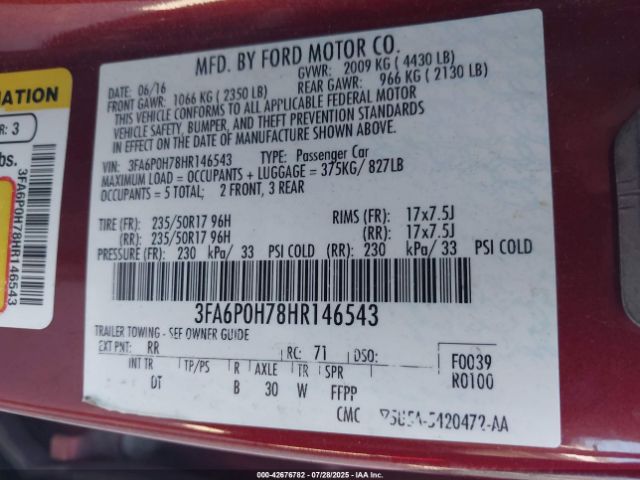 MFD. BY FORD MOTOR CO.
DATE: 06/16 GVWR: 2009 KG ( 4430 LB)
FRONT GAWR: 1066 KG ( 2350 LB) REAR GAWR: 966 KG ( 2130 LB)
THIS VEHICLE CONFORMS TO ALL APPLICABLE FEDERAL MOTOR
VEHICLE SAFETY, BUMPER, AND THEFT PREVENTION STANDARDS
IN EFFECT ON THE DATE OF MANUFACTURE SHOWN ABOVE.
VIN: 3FA6P0H78HR146543 TYPE: Passenger Car
MAXIMUM LOAD = OCCUPANTS + LUGGAGE = 375KG/ 827LB
OCCUPANTS = 5 TOTAL; 2 FRONT, 3 REAR
TIRE (FR): 235/50R17 96H RIMS (FR): 17x7.5J
(RR): 235/50R17 96H (RR): 17x7.5J
PRESSURE (FR): 230 kPa/ 33 PSI COLD (RR): 230 kPa/ 33 PSI COLD
3FA6P0H78HR146543
TRAILER TOWING - SEE OWNER GUIDE
EXT PNT: RR RC: 71 DSO: F0039
INT TR TP/PS R AXLE TR SPR R0100
DT B 30 W FFPP
CMC
MATION
R: 3
lbs.
3FA6P0H78HR146543
000-42676782 07/28/2025 IAA Inc.